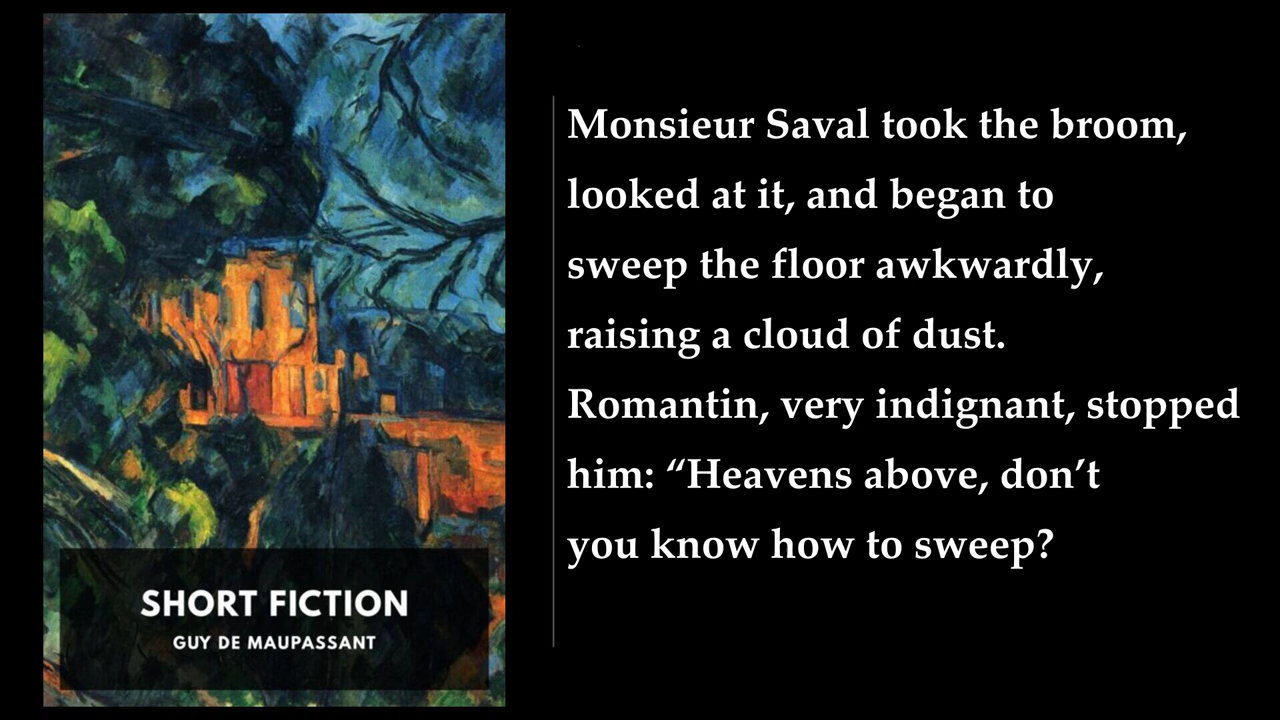 SHORT FICTION
GUY DE MAUPASSANT
Monsieur Saval took the broom,
looked at it, and began to
sweep the floor awkwardly,
raising a cloud of dust.
Romantin, very indignant, stopped
him: “Heavens above, don’t
you know how to sweep?